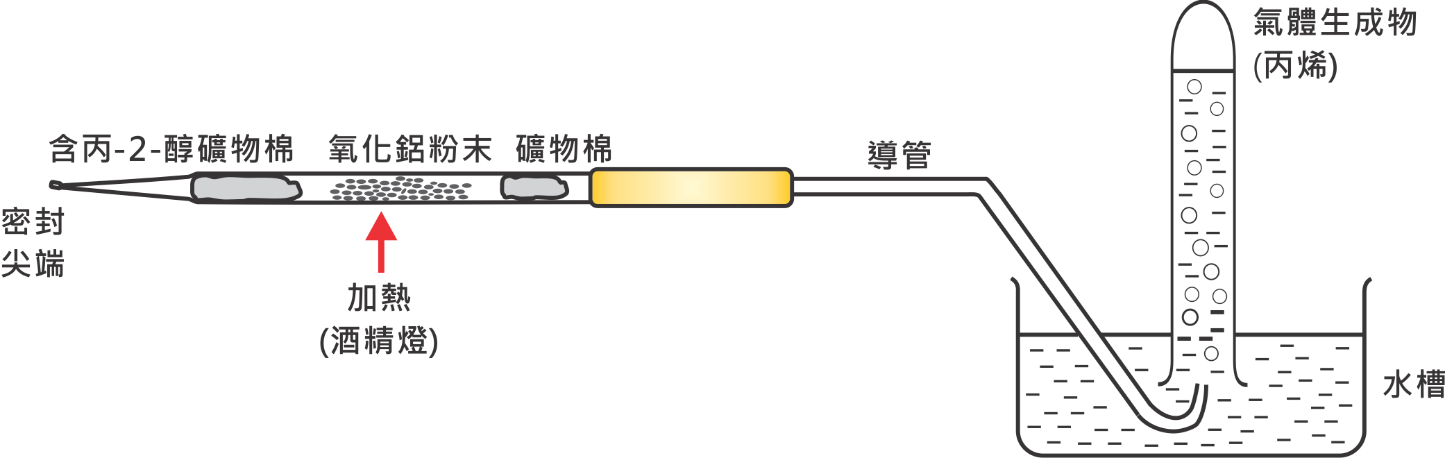 氣體生成物
(丙烯)
含丙-2-醇礦物棉
氧化鋁粉末
礦物棉
導管
密封
尖端
加熱
(酒精燈)
水槽